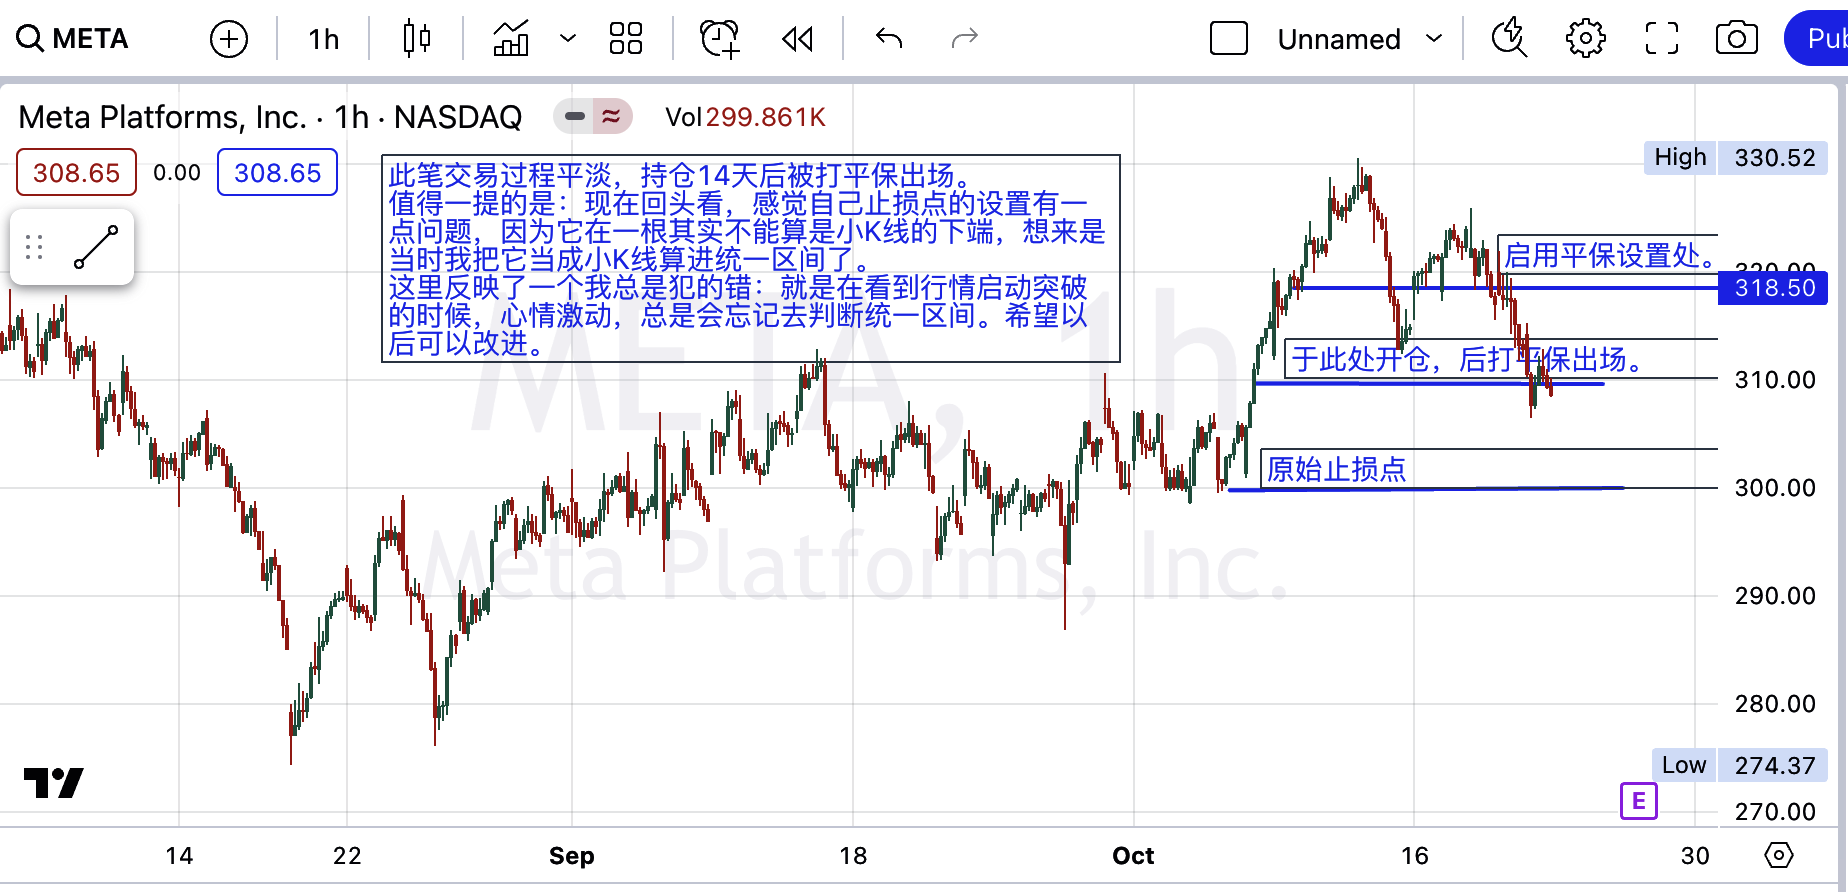 META
1h
Unnamed
Meta Platforms, Inc. · 1h · NASDAQ
Vol 299.861K
308.65
0.00
308.65
此笔交易过程平淡，持仓14天后被打平保出场。
值得一提的是：现在回头看，感觉自己止损点的设置有一
点问题，因为它在一根其实不能算是小K线的下端，想来是
当时我把它当成小K线算进统一区间了。
这里反映了一个我总是犯的错：就是在看到行情启动突破
的时候，心情激动，总是会忘记去判断统一区间。希望以
后可以改进。
High 330.52
启用平保设置处。
320.00
318.50
于此处开仓，后打平保出场。
310.00
原始止损点
300.00
290.00
280.00
Low 274.37
270.00
META, 1h
Meta Platforms, Inc.
E
14
22
Sep
18
Oct
16
30